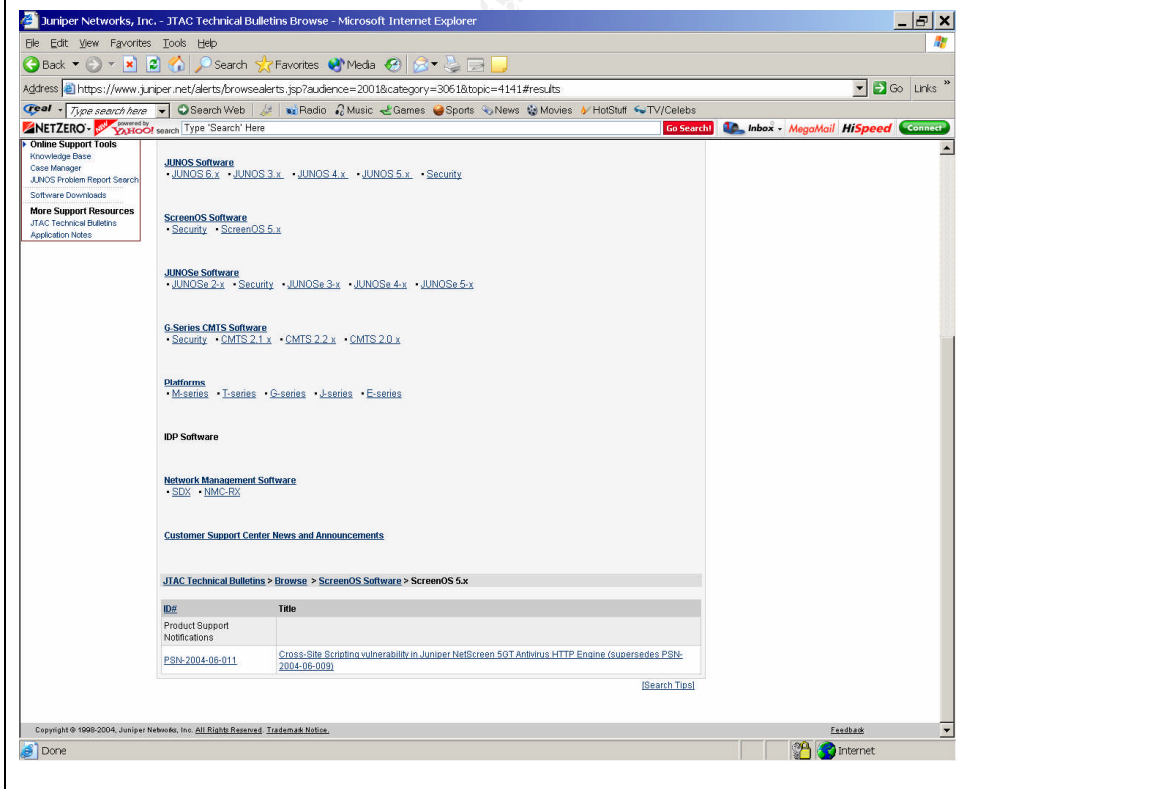 Juniper Networks, Inc. - JTAC Technical Bulletins Browse - Microsoft Internet Explorer
File Edit View Favorites Tools Help
Back Search Favorites Media
Address https://www.juniper.net/alerts/browsealerts.jsp?audience=2001&category=3061&topic=4141#results Go Links »
real Type search here Search Web Radio Music Games Sports News Movies HotStuff TV/Celebs
NETZERO powered by YAHOO! search Type 'Search' Here Go Search! Inbox MegaMail HiSpeed Connect
Online Support Tools
Knowledge Base
Case Manager
JUNOS Problem Report Search
Software Downloads
More Support Resources
JTAC Technical Bulletins
Application Notes
JUNOS Software
• JUNOS 6.x • JUNOS 3.x • JUNOS 4.x • JUNOS 5.x • Security
ScreenOS Software
• Security • ScreenOS 5.x
JUNOSe Software
• JUNOSe 2-x • Security • JUNOSe 3-x • JUNOSe 4-x • JUNOSe 5-x
G-Series CMTS Software
• Security • CMTS 2.1 x • CMTS 2.2 x • CMTS 2.0 x
Platforms
• M-series • T-series • G-series • J-series • E-series
IDP Software
Network Management Software
• SDX • NMC-RX
Customer Support Center News and Announcements
JTAC Technical Bulletins > Browse > ScreenOS Software > ScreenOS 5.x
ID# Title
Product Support
Notifications
PSN-2004-06-011 Cross-Site Scripting vulnerability in Juniper NetScreen 5GT Antivirus HTTP Engine (supersedes PSN-
2004-06-009)
[Search Tips]
Copyright © 1998-2004, Juniper Networks, Inc. All Rights Reserved. Trademark Notice. Feedback
Done Internet